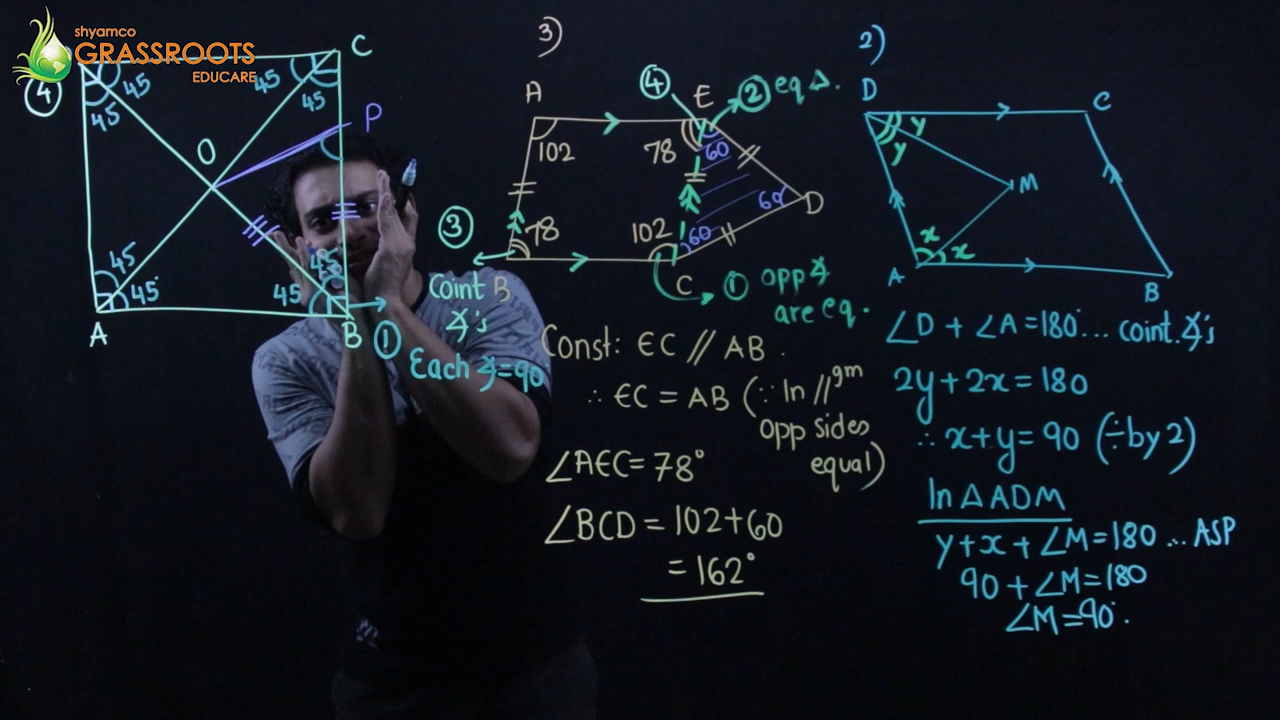 shyamco
GRASSROOTS
EDUCARE
4
C
45
45
45
45
P
O
45
45
45
45
A
B
1
Each ∡=90
3)
A
E
4
2 eq Δ.
102
78
60
60
D
3
78
102
60
Coint
∡'s
B
C
1 opp ∡
are eq.
Const: EC // AB.
∴ EC = AB (∵ In //gm
opp sides
equal)
∠AEC = 78°
∠BCD = 102+60
= 162°
2)
D
C
y
y
M
x
x
A
B
∠D + ∠A = 180°... coint. ∡'s
2y + 2x = 180
∴ x + y = 90 (÷ by 2)
In Δ ADM
y + x + ∠M = 180 ... ASP
90 + ∠M = 180
∠M = 90°.